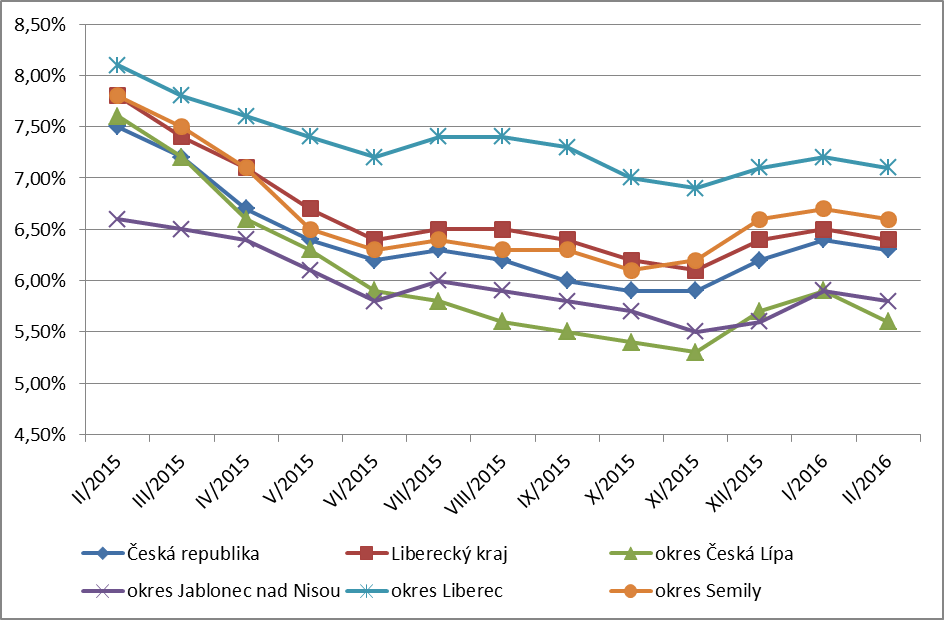 8,50%
8,00%
7,50%
7,00%
6,50%
6,00%
5,50%
5,00%
4,50%
II/2015
III/2015
IV/2015
V/2015
VI/2015
VII/2015
VIII/2015
IX/2015
X/2015
XI/2015
XII/2015
I/2016
II/2016
Česká republika
Liberecký kraj
okres Česká Lípa
okres Jablonec nad Nisou
okres Liberec
okres Semily